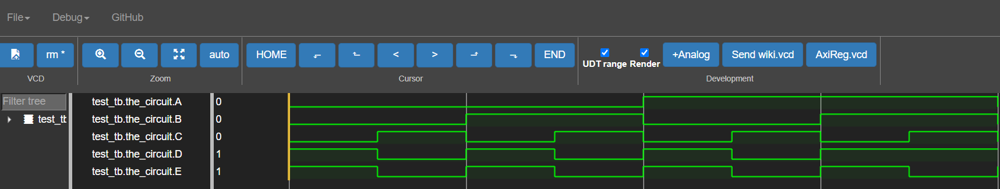 File Debug GitHub
rm * auto HOME < > END UDT range Render +Analog Send wiki.vcd AxiReg.vcd
VCD Zoom Cursor Development
Filter tree
test_tb
test_tb.the_circuit.A 0
test_tb.the_circuit.B 0
test_tb.the_circuit.C 0
test_tb.the_circuit.D 1
test_tb.the_circuit.E 1